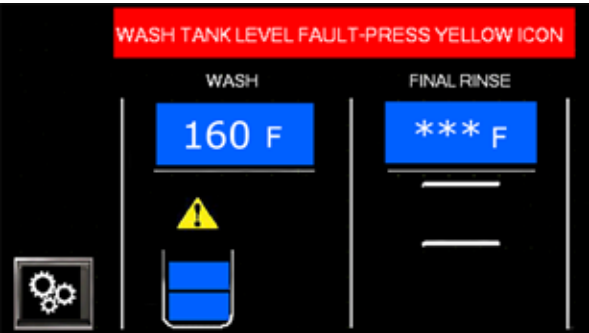 WASH TANK LEVEL FAULT-PRESS YELLOW ICON
WASH
FINAL RINSE
160 F
*** F
!